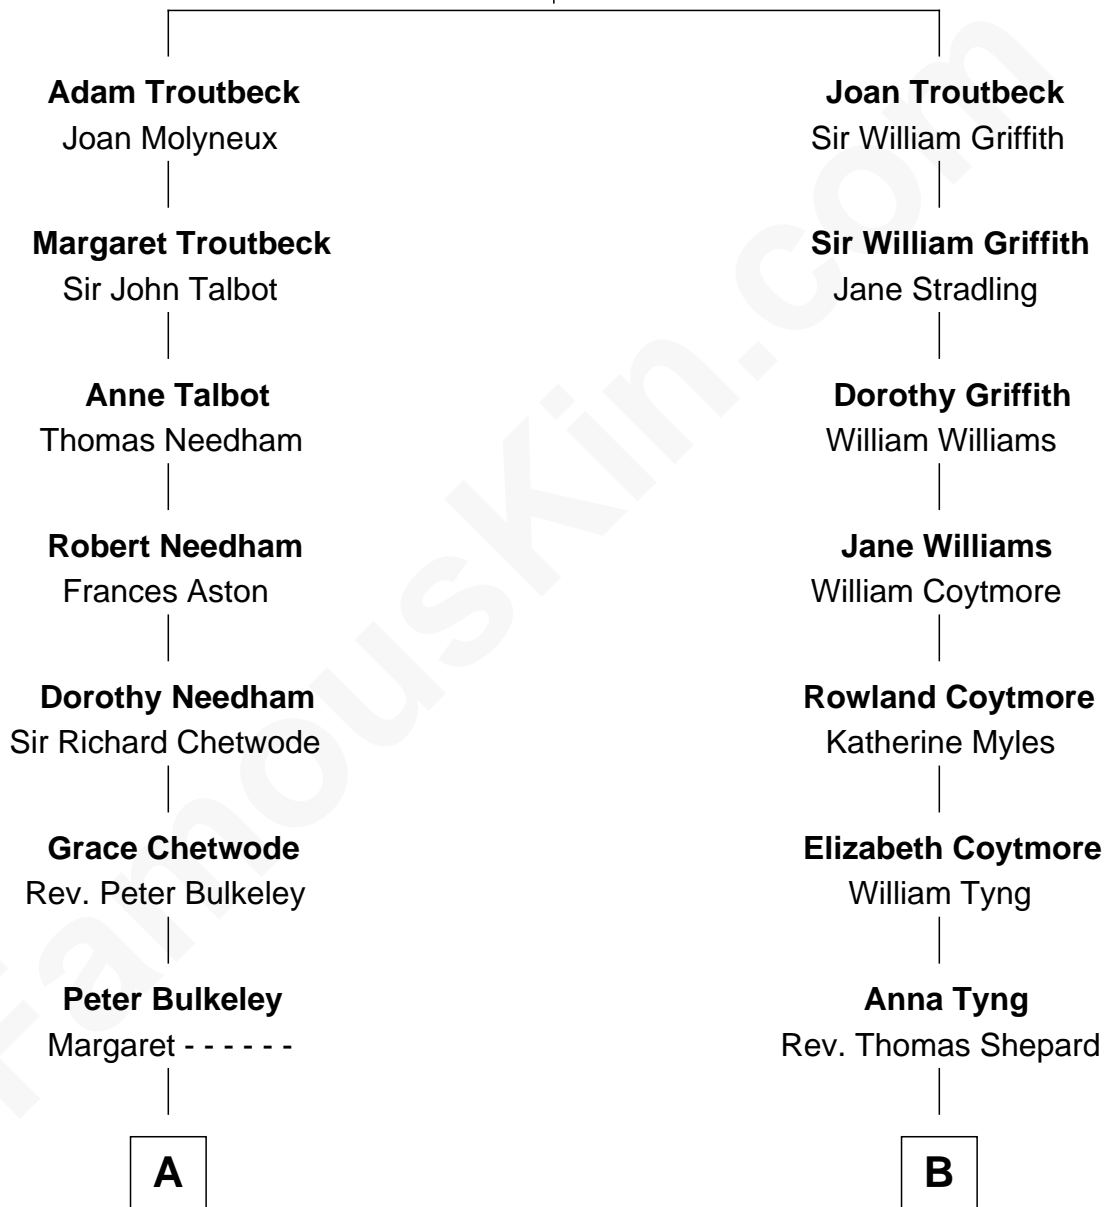 Adam Troutbeck
Joan Molyneux
Margaret Troutbeck
Sir John Talbot
Anne Talbot
Thomas Needham
Robert Needham
Frances Aston
Dorothy Needham
Sir Richard Chetwode
Grace Chetwode
Rev. Peter Bulkeley
Peter Bulkeley
Margaret - - - - - -
A
Joan Troutbeck
Sir William Griffith
Sir William Griffith
Jane Stradling
Dorothy Griffith
William Williams
Jane Williams
William Coytmore
Rowland Coytmore
Katherine Myles
Elizabeth Coytmore
William Tyng
Anna Tyng
Rev. Thomas Shepard
B
FamousKin.com